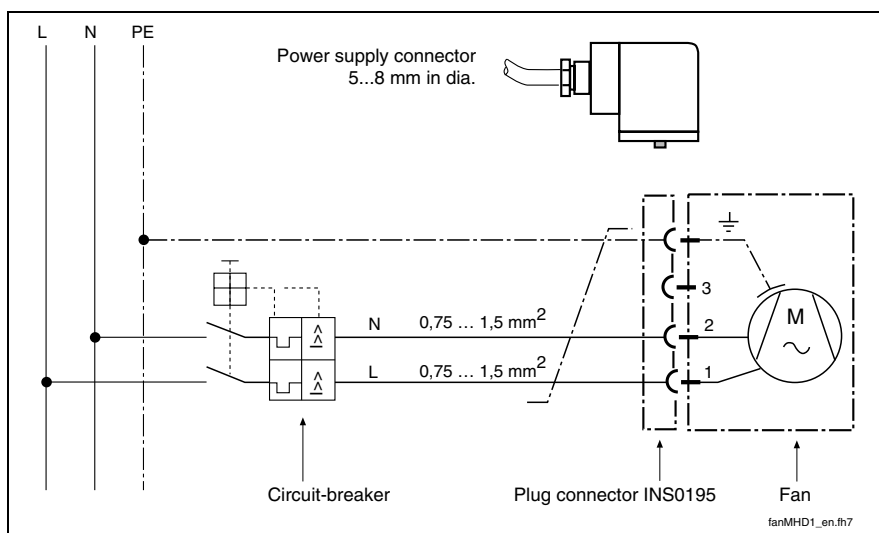 L N PE
Power supply connector
5...8 mm in dia.
3
N 0,75 ... 1,5 mm2 2
M
L 0,75 ... 1,5 mm2 1
Circuit-breaker Plug connector INS0195 Fan
fanMHD1_en.fh7